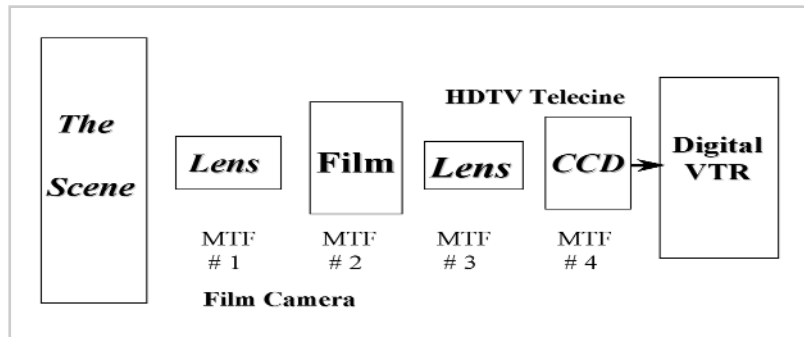 The
Scene
Lens
MTF
# 1
Film
MTF
# 2
Film Camera
HDTV Telecine
Lens
MTF
# 3
CCD
MTF
# 4
Digital
VTR